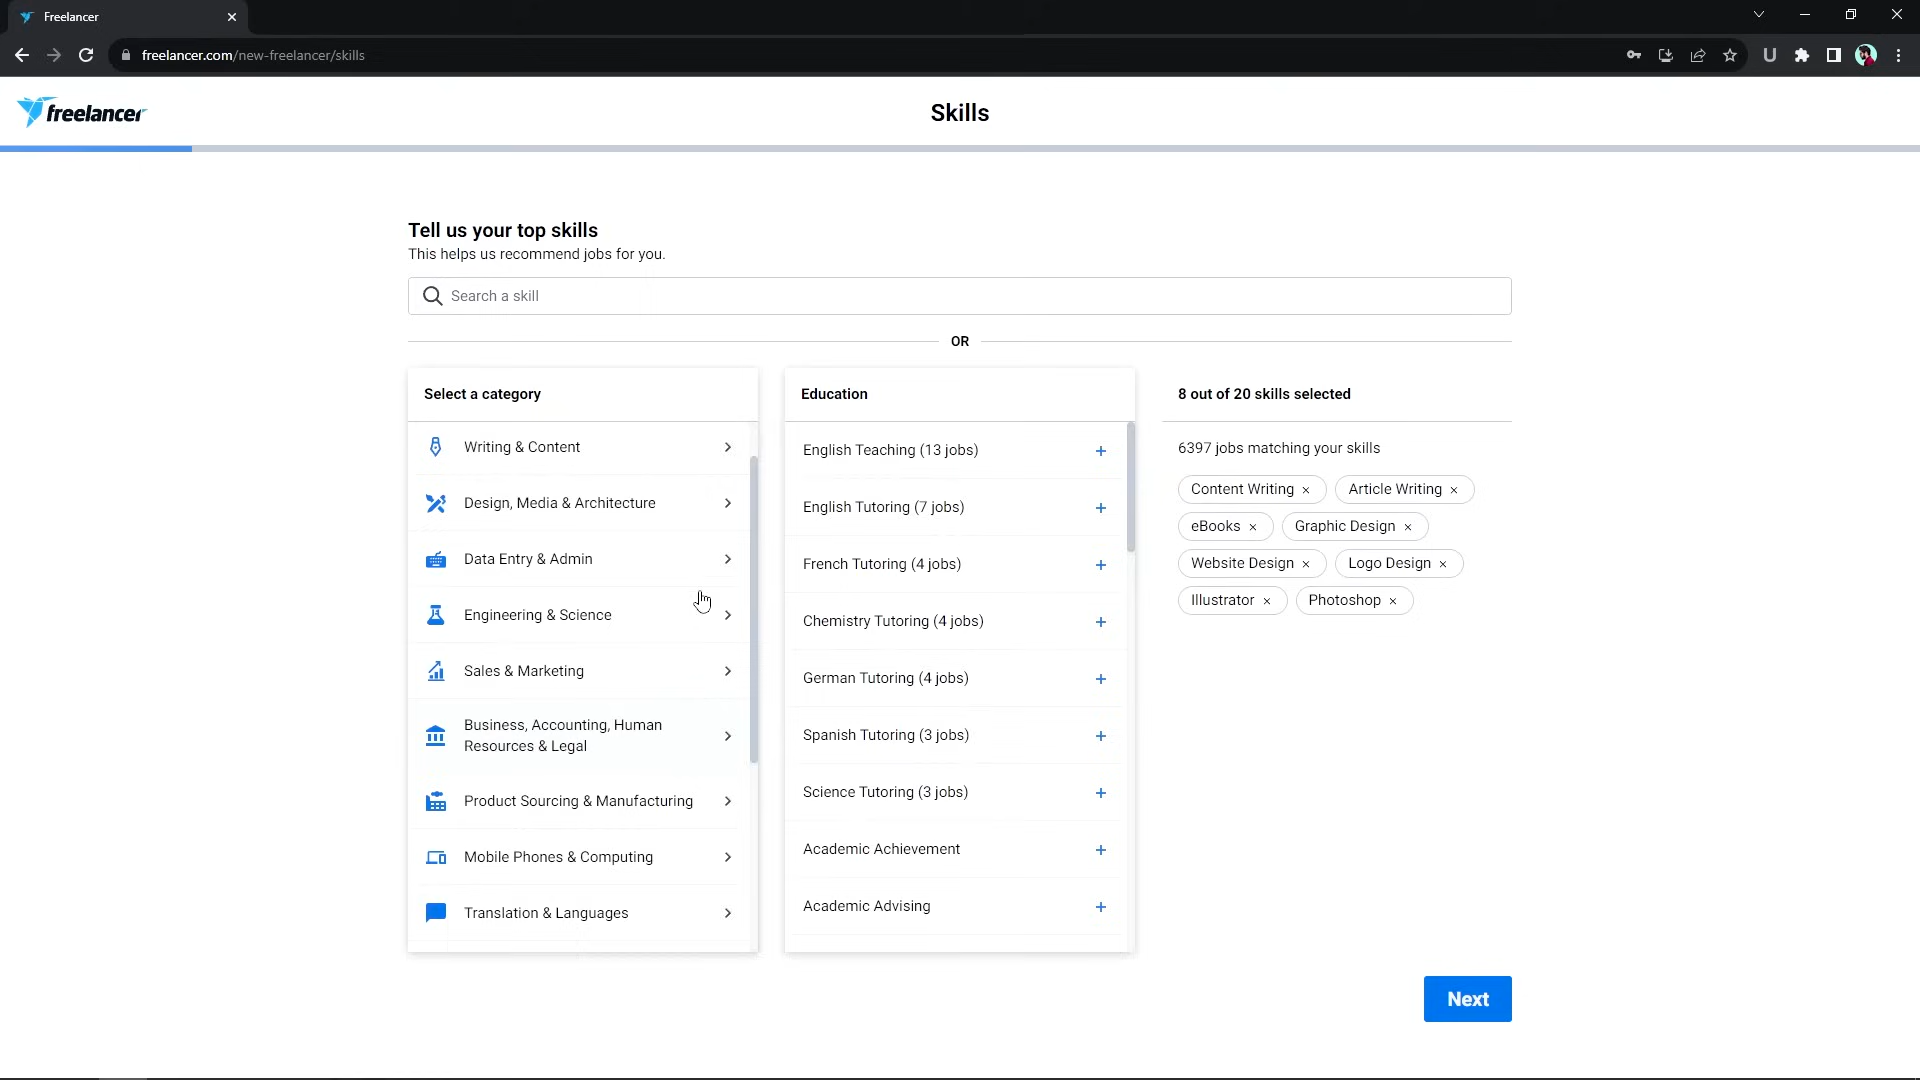 Freelancer
freelancer.com/new-freelancer/skills
U
freelancer
Skills
Tell us your top skills
This helps us recommend jobs for you.
Search a skill
OR
Select a category
Writing & Content
Design, Media & Architecture
Data Entry & Admin
Engineering & Science
Sales & Marketing
Business, Accounting, Human
Resources & Legal
Product Sourcing & Manufacturing
Mobile Phones & Computing
Translation & Languages
Education
English Teaching (13 jobs)
English Tutoring (7 jobs)
French Tutoring (4 jobs)
Chemistry Tutoring (4 jobs)
German Tutoring (4 jobs)
Spanish Tutoring (3 jobs)
Science Tutoring (3 jobs)
Academic Achievement
Academic Advising
8 out of 20 skills selected
6397 jobs matching your skills
Content Writing × Article Writing ×
eBooks × Graphic Design ×
Website Design × Logo Design ×
Illustrator × Photoshop ×
Next